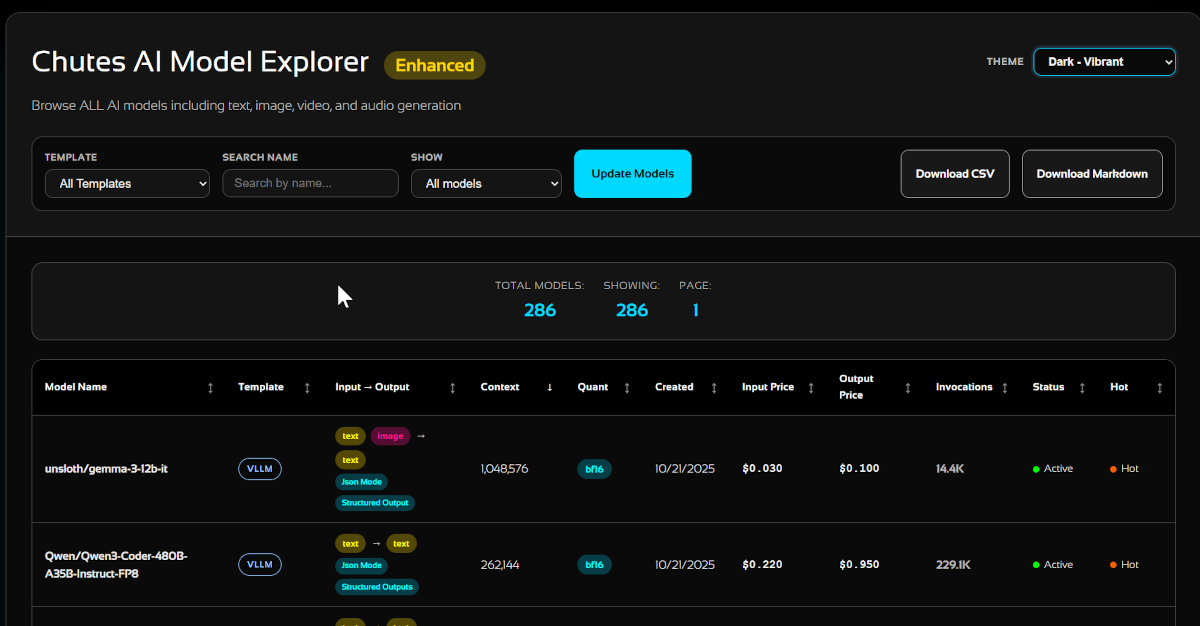 Chutes AI Model Explorer Enhanced
THEME Dark - Vibrant
Browse ALL AI models including text, image, video, and audio generation
TEMPLATE SEARCH NAME SHOW
All Templates Search by name... All models Update Models Download CSV Download Markdown
TOTAL MODELS: SHOWING: PAGE:
286 286 1
Model Name ↕ Template ↕ Input → Output ↕ Context ↓ Quant ↕ Created ↕ Input Price ↕ Output Price ↕ Invocations ↕ Status ↕ Hot ↕
text image →
text
unsloth/gemma-3-12b-it VLLM 1,048,576 bf16 10/21/2025 $0.030 $0.100 14.4K Active Hot
Json Mode
Structured Output
text → text
Qwen/Qwen3-Coder-480B-
A35B-Instruct-FP8 VLLM 262,144 bf16 10/21/2025 $0.220 $0.950 229.1K Active Hot
Json Mode
Structured Outputs